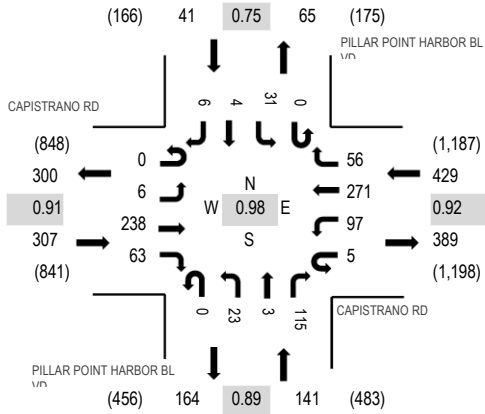 (166) 41 0.75 65 (175)
PILLAR POINT HARBOR BL
VD
CAPISTRANO RD
6 4 31 0
(848) (1,187)
0 56
300 429
6 N 271
0.91 W 0.98 E 0.92
238 S 97
307 389
63 5
(841) (1,198)
0 23 3 115
CAPISTRANO RD
PILLAR POINT HARBOR BL
VD
(456) 164 0.89 141 (483)